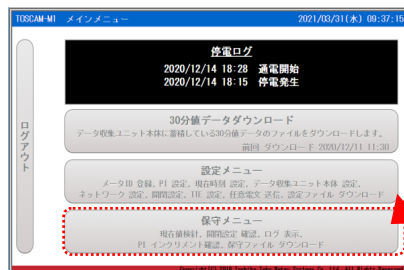 TOSCAM-MI メインメニュー 2021/03/31(水) 09:37:15
停電ログ
2020/12/14 18:28 通電開始
2020/12/14 18:15 停電発生
ログアウト
30分値データダウンロード
データ収集ユニット本体に蓄積している30分値データのファイルをダウンロードします。
前回 ダウンロード 2020/12/11 11:30
設定メニュー
メータID 登録、PI 設定、現在時刻 設定、データ収集ユニット本体 設定、
ネットワーク 設定、開閉設定、TTE 設定、任意電文 送信、設定ファイル ダウンロード
保守メニュー
現在値検針、開閉設定 確認、ログ 表示、
PI インクリメント確認、保守ファイル ダウンロード